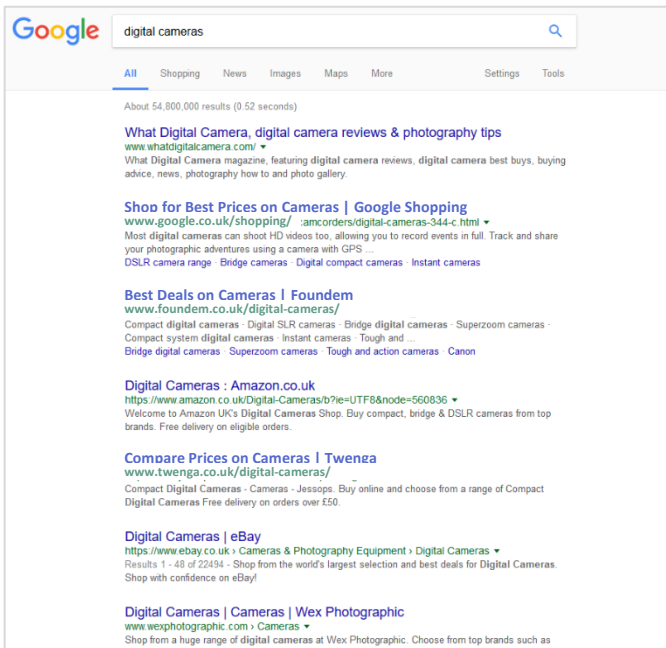 Google
digital cameras
All Shopping News Images Maps More Settings Tools
About 54,800,000 results (0.52 seconds)
What Digital Camera, digital camera reviews & photography tips
www.whatdigitalcamera.com/
What Digital Camera magazine, featuring digital camera reviews, digital camera best buys, buying
advice, news, photography how to and photo gallery.
Shop for Best Prices on Cameras | Google Shopping
www.google.co.uk/shopping/ :amcorders/digital-cameras-344-c.html
Most digital cameras can shoot HD videos too, allowing you to record events in full. Track and share
your photographic adventures using a camera with GPS ...
DSLR camera range · Bridge cameras · Digital compact cameras · Instant cameras
Best Deals on Cameras | Foundem
www.foundem.co.uk/digital-cameras/
Compact digital cameras · Digital SLR cameras · Bridge digital cameras · Superzoom cameras ·
Compact system digital cameras · Instant cameras · Tough and ...
Bridge digital cameras · Superzoom cameras · Tough and action cameras · Canon
Digital Cameras : Amazon.co.uk
https://www.amazon.co.uk/Digital-Cameras/b?ie=UTF8&node=560836
Welcome to Amazon UK's Digital Cameras Shop. Buy compact, bridge & DSLR cameras from top
brands. Free delivery on eligible orders.
Compare Prices on Cameras | Twenga
www.twenga.co.uk/digital-cameras/
Compact Digital Cameras - Cameras - Jessops. Buy online and choose from a range of Compact
Digital Cameras Free delivery on orders over £50.
Digital Cameras | eBay
https://www.ebay.co.uk › Cameras & Photography Equipment › Digital Cameras
Results 1 - 48 of 22494 - Shop from the world's largest selection and best deals for Digital Cameras.
Shop with confidence on eBay!
Digital Cameras | Cameras | Wex Photographic
www.wexphotographic.com › Cameras
Shop from a huge range of digital cameras at Wex Photographic. Choose from top brands such as